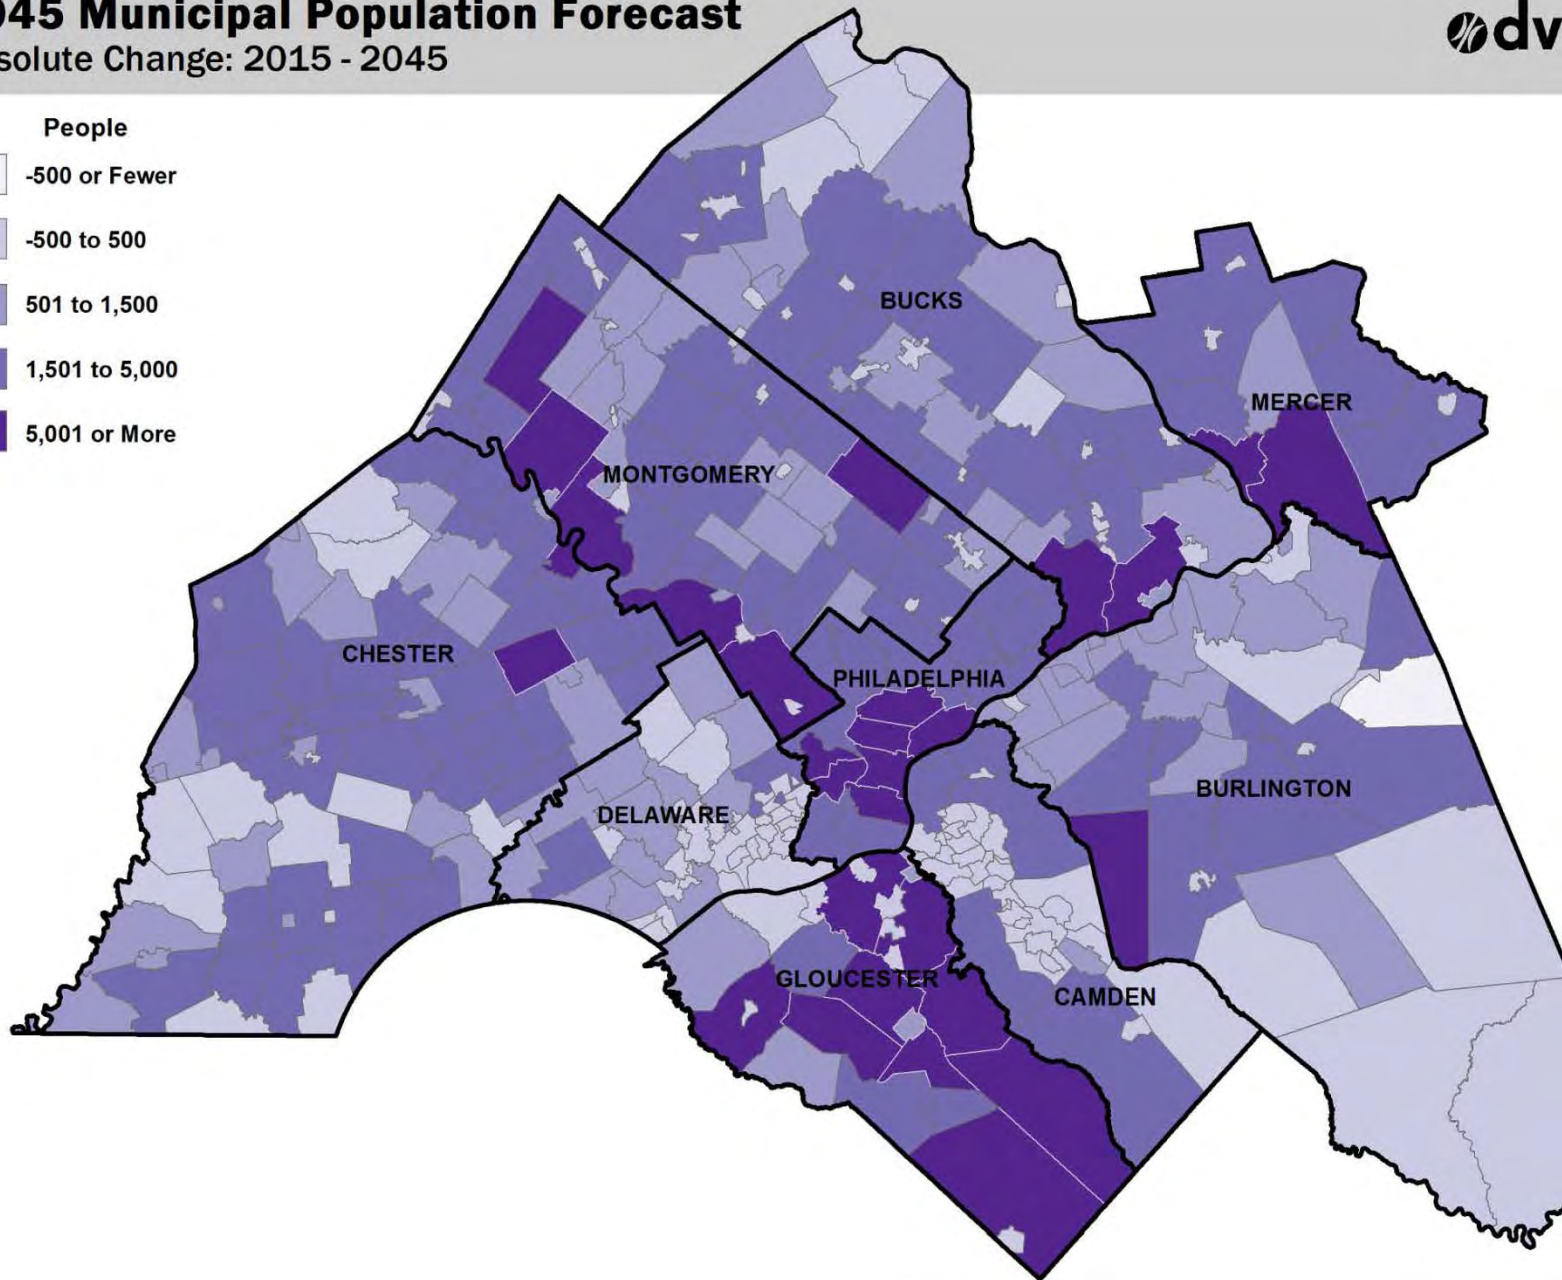 045 Municipal Population Forecast
solute Change: 2015 - 2045
dv
People
-500 or Fewer
-500 to 500
501 to 1,500
1,501 to 5,000
5,001 or More
BUCKS
MERCER
MONTGOMERY
CHESTER
PHILADELPHIA
BURLINGTON
DELAWARE
GLOUCESTER
CAMDEN